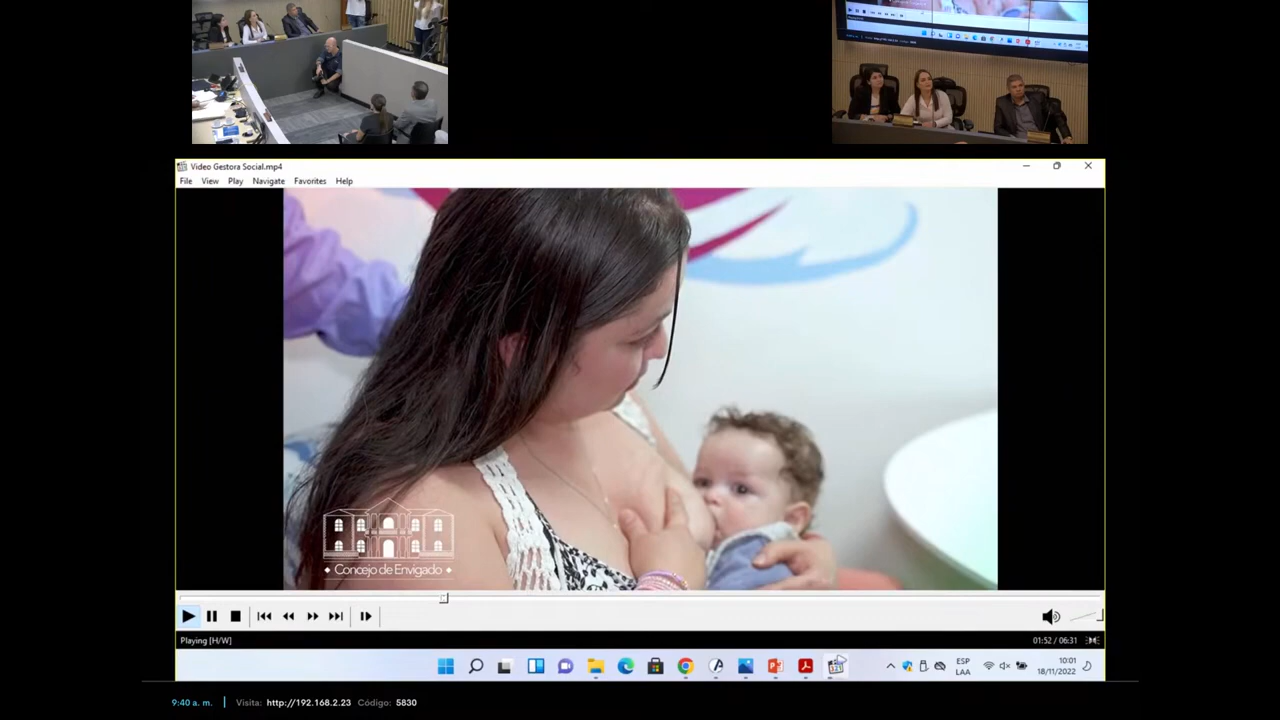 Video Gestora Social.mp4
File View Play Navigate Favorites Help
Concejo de Envigado
Playing [H/W]
01:52 / 06:31
ESP
LAA
10:01
18/11/2022
9:40 a. m. | Visita: http://192.168.2.23 Código: 5830